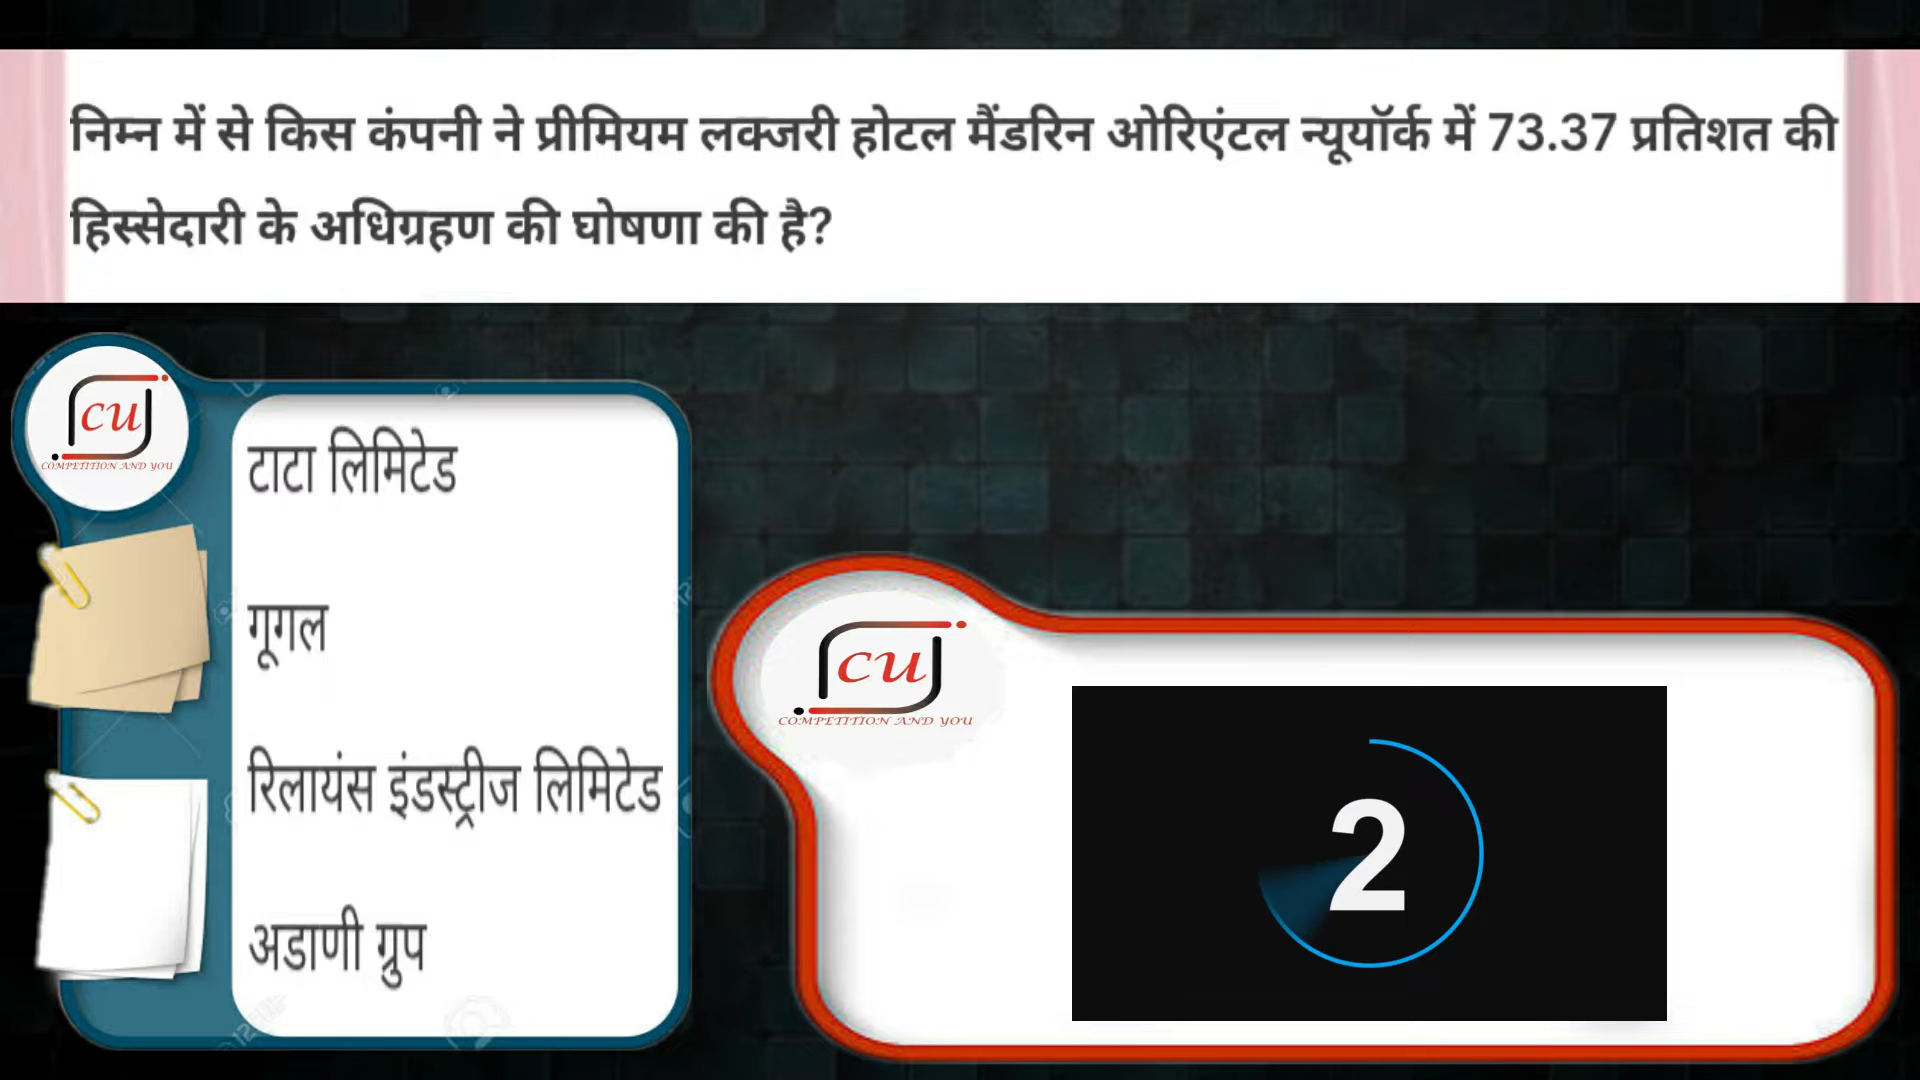 निम्न में से किस कंपनी ने प्रीमियम लक्जरी होटल मैंडरिन ओरिएंटल न्यूयॉर्क में 73.37 प्रतिशत की
हिस्सेदारी के अधिग्रहण की घोषणा की है?
CU
COMPETITION AND YOU
टाटा लिमिटेड
गूगल
रिलायंस इंडस्ट्रीज लिमिटेड
अडाणी ग्रुप
CU
COMPETITION AND YOU
2